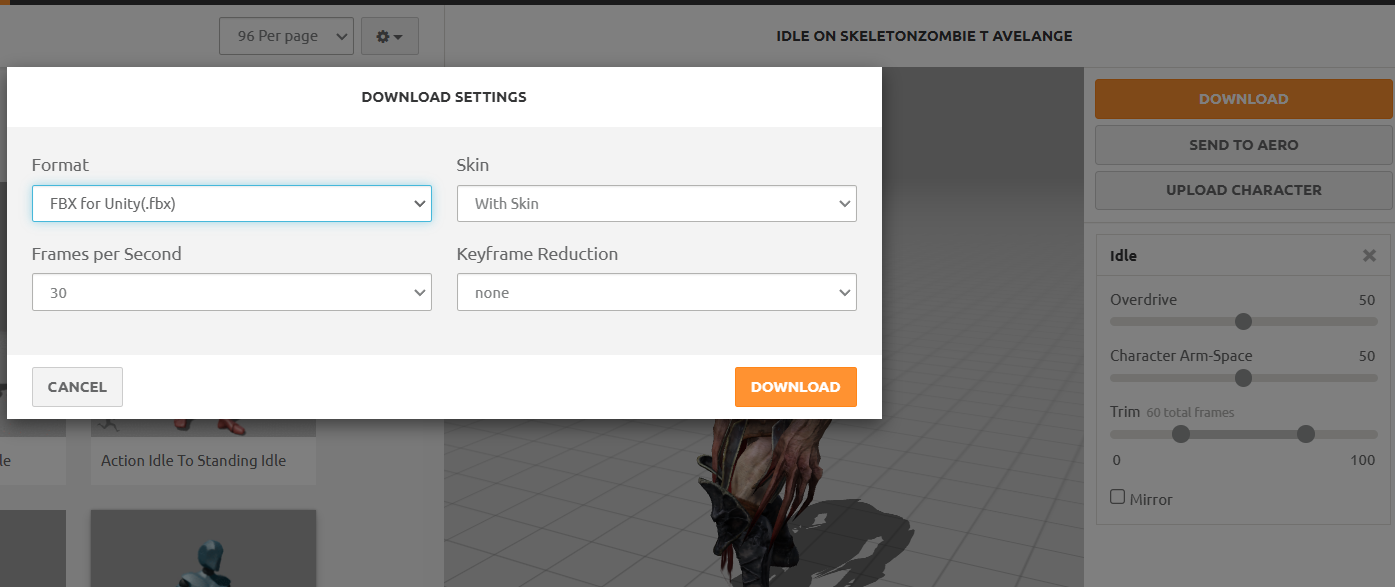 96 Per page
IDLE ON SKELETONZOMBIE T AVELANGE
DOWNLOAD SETTINGS
Format
Skin
FBX for Unity(.fbx)
With Skin
Frames per Second
Keyframe Reduction
30
none
CANCEL
DOWNLOAD
DOWNLOAD
SEND TO AERO
UPLOAD CHARACTER
Idle
Overdrive 50
Character Arm-Space 50
Trim 60 total frames
0 100
Mirror
Action Idle To Standing Idle